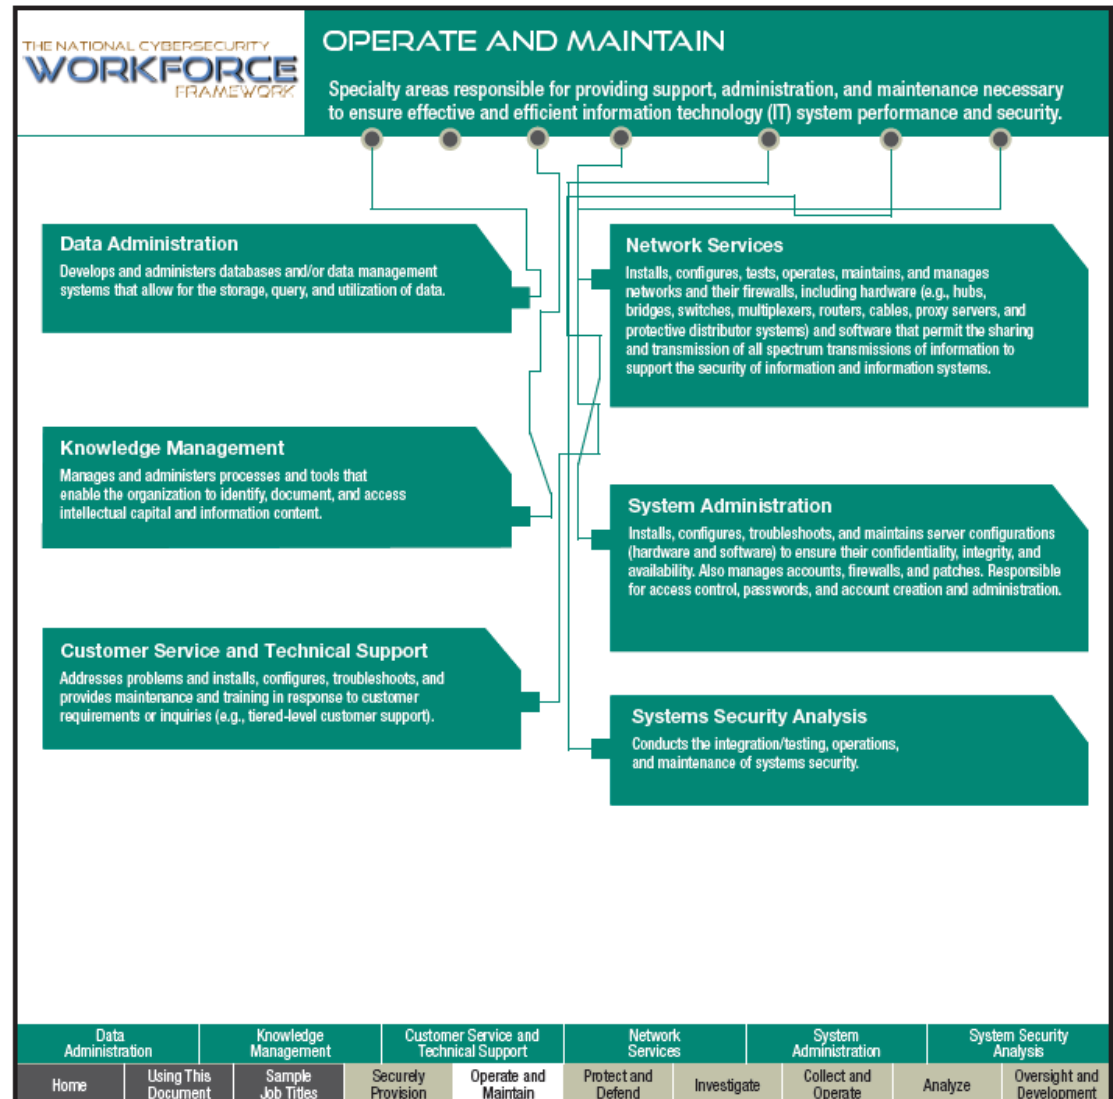 THE NATIONAL CYBERSECURITY
WORKFORCE
FRAMEWORK
OPERATE AND MAINTAIN
Specialty areas responsible for providing support, administration, and maintenance necessary
to ensure effective and efficient information technology (IT) system performance and security.
Data Administration
Develops and administers databases and/or data management
systems that allow for the storage, query, and utilization of data.
Knowledge Management
Manages and administers processes and tools that
enable the organization to identify, document, and access
intellectual capital and information content.
Customer Service and Technical Support
Addresses problems and installs, configures, troubleshoots, and
provides maintenance and training in response to customer
requirements or inquiries (e.g., tiered-level customer support).
Network Services
Installs, configures, tests, operates, maintains, and manages
networks and their firewalls, including hardware (e.g., hubs,
bridges, switches, multiplexers, routers, cables, proxy servers, and
protective distributor systems) and software that permit the sharing
and transmission of all spectrum transmissions of information to
support the security of information and information systems.
System Administration
Installs, configures, troubleshoots, and maintains server configurations
(hardware and software) to ensure their confidentiality, integrity, and
availability. Also manages accounts, firewalls, and patches. Responsible
for access control, passwords, and account creation and administration.
Systems Security Analysis
Conducts the integration/testing, operations,
and maintenance of systems security.
Data
Administration
Knowledge
Management
Customer Service and
Technical Support
Network
Services
System
Administration
System Security
Analysis
Home
Using This
Document
Sample
Job Titles
Securely
Provision
Operate and
Maintain
Protect and
Defend
Investigate
Collect and
Operate
Analyze
Oversight and
Development